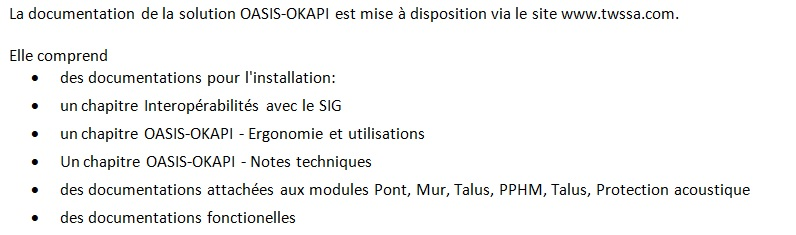 La documentation de la solution OASIS-OKAPI est mise à disposition via le site www.twssa.com.
Elle comprend
• des documentations pour l'installation:
• un chapitre Interopérabilités avec le SIG
• un chapitre OASIS-OKAPI - Ergonomie et utilisations
• Un chapitre OASIS-OKAPI - Notes techniques
• des documentations attachées aux modules Pont, Mur, Talus, PPHM, Talus, Protection acoustique
• des documentations fonctionelles